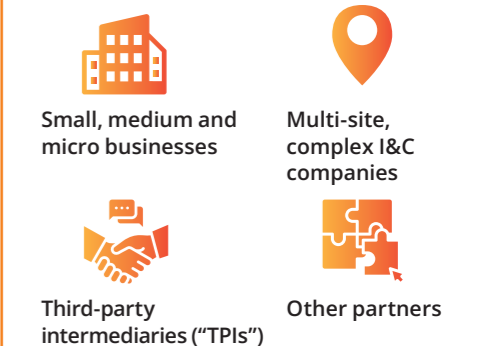 Small, medium and
micro businesses
Multi-site,
complex I&C
companies
Third-party
intermediaries (“TPIs”)
Other partners